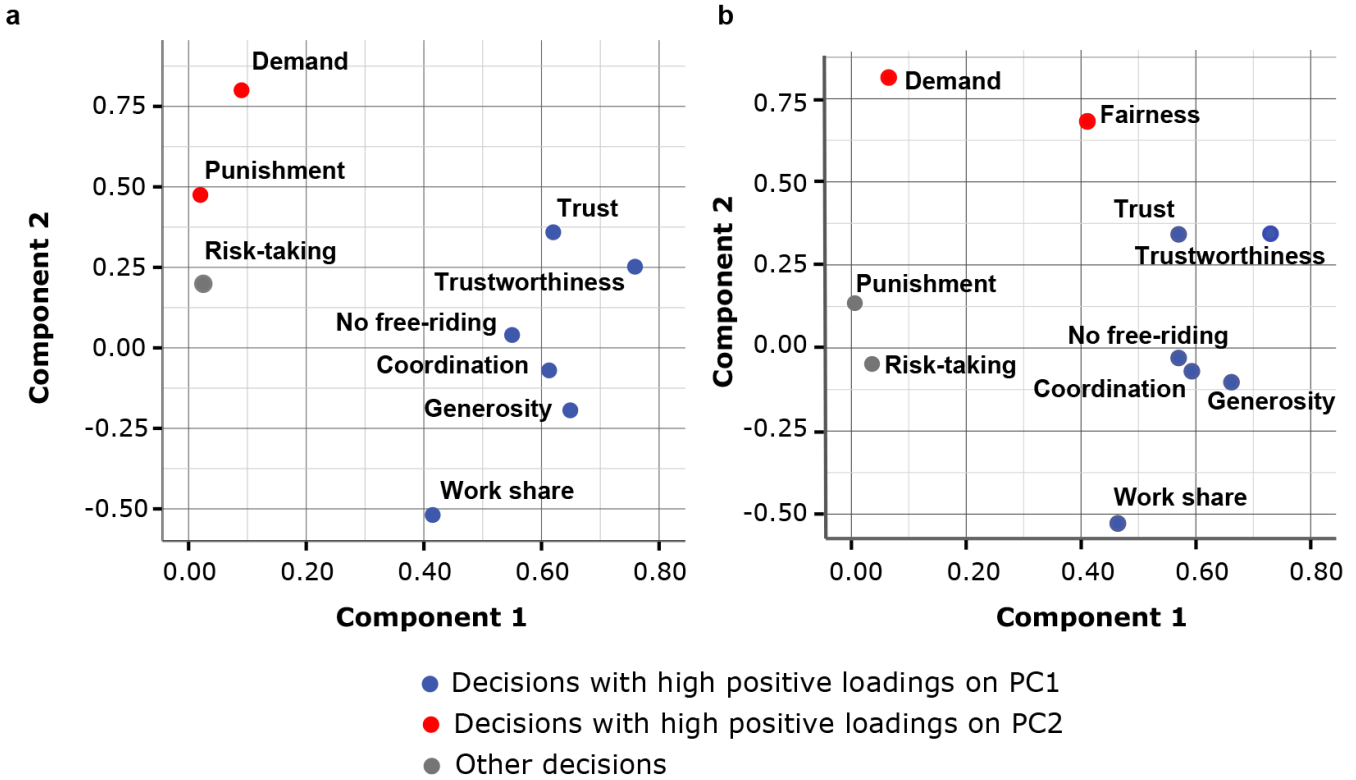 a
Demand
Punishment
Risk-taking
Trust
Trustworthiness
No free-riding
Coordination
Generosity
Work share
0.75
0.50
0.25
0.00
-0.25
-0.50
0.00 0.20 0.40 0.60 0.80
Component 2
Component 1
b
Demand
Fairness
Trust
Trustworthiness
Punishment
No free-riding
Risk-taking
Coordination
Generosity
Work share
0.75
0.50
0.25
0.00
-0.25
-0.50
0.00 0.20 0.40 0.60 0.80
Component 2
Component 1
Decisions with high positive loadings on PC1
Decisions with high positive loadings on PC2
Other decisions